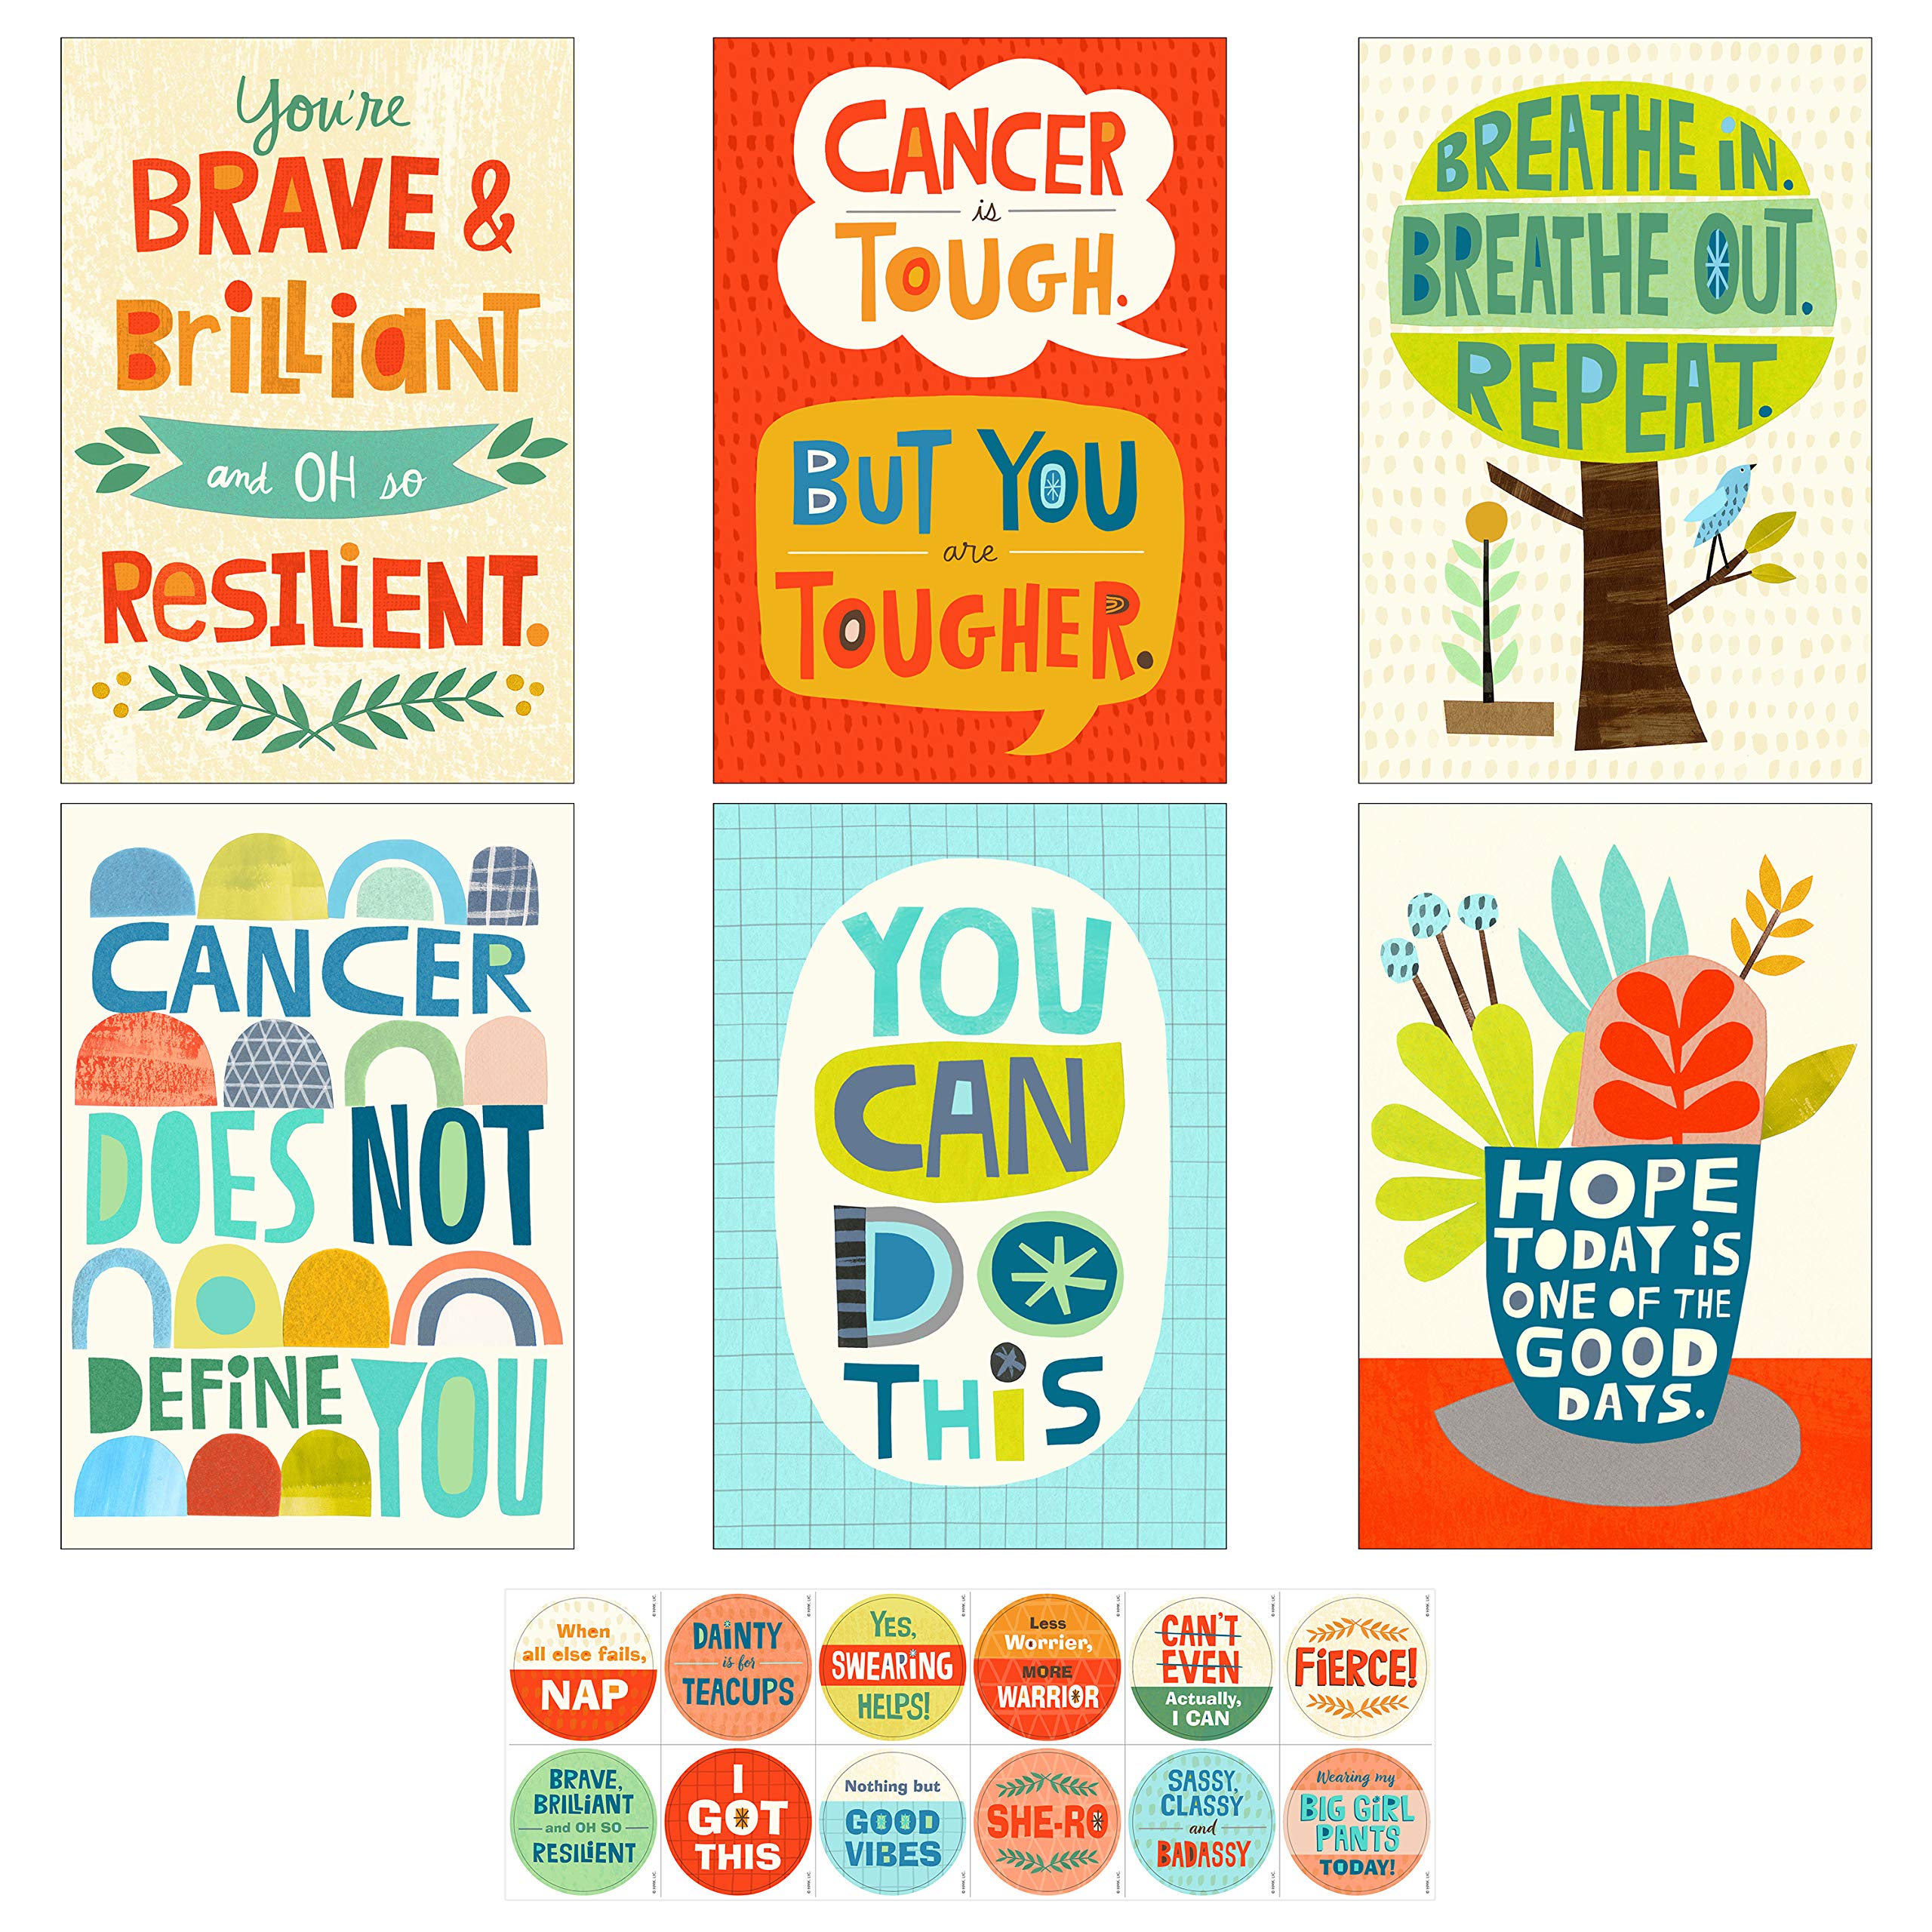 You're
BRAVE &
BriLLiaNT
and OH so
ReSILiENT.
CANCER
is
TOUGH.
BUT YOU
are
TOUGHER.
BREATHE iN.
BREATHE OUT.
REPEAT.
CANCER
DOES NOT
DEFiNE YOU
YOU
CAN
DO
THiS
HOPE
TODAY iS
ONE OF THE
GOOD
DAYS.
When
all else fails,
NAP
DAiNTY
is for
TEACUPS
YES,
SWEARiNG
HELPS!
Less
Worrier,
MORE
WARRIOR
CAN'T
EVEN
Actually,
I CAN
FiERCE!
BRAVE,
BRiLLiANT
and OH SO
RESiLiENT
I
GOT
THIS
Nothing but
GOOD
VIBES
SHE-RO
SASSY,
CLASSY
and
BADASSY
Wearing my
BIG GiRL
PANTS
TODAY!